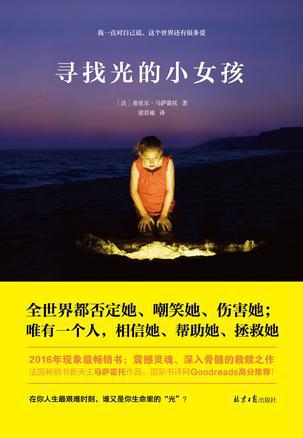 我一直对自己说，这个世界还有很多爱
寻找光的小女孩
［法］希里尔·马萨霍托 著
梁若瑜 译
全世界都否定她、嘲笑她、伤害她；
唯有一个人，相信她、帮助她、拯救她
2016年现象级畅销书；震撼灵魂、深入骨髓的救赎之作
法国畅销书新天王马萨霍托作品，国际书评网Goodreads高分推荐！
在你人生最艰难时刻，谁又是你生命里的“光”？
北京日报出版社